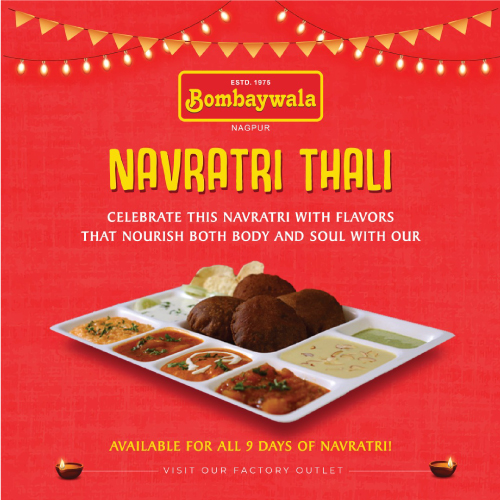 ESTD. 1975
Bombaywala
NAGPUR
NAVRATRI THALI
CELEBRATE THIS NAVRATRI WITH FLAVORS
THAT NOURISH BOTH BODY AND SOUL WITH OUR
AVAILABLE FOR ALL 9 DAYS OF NAVRATRI!
VISIT OUR FACTORY OUTLET